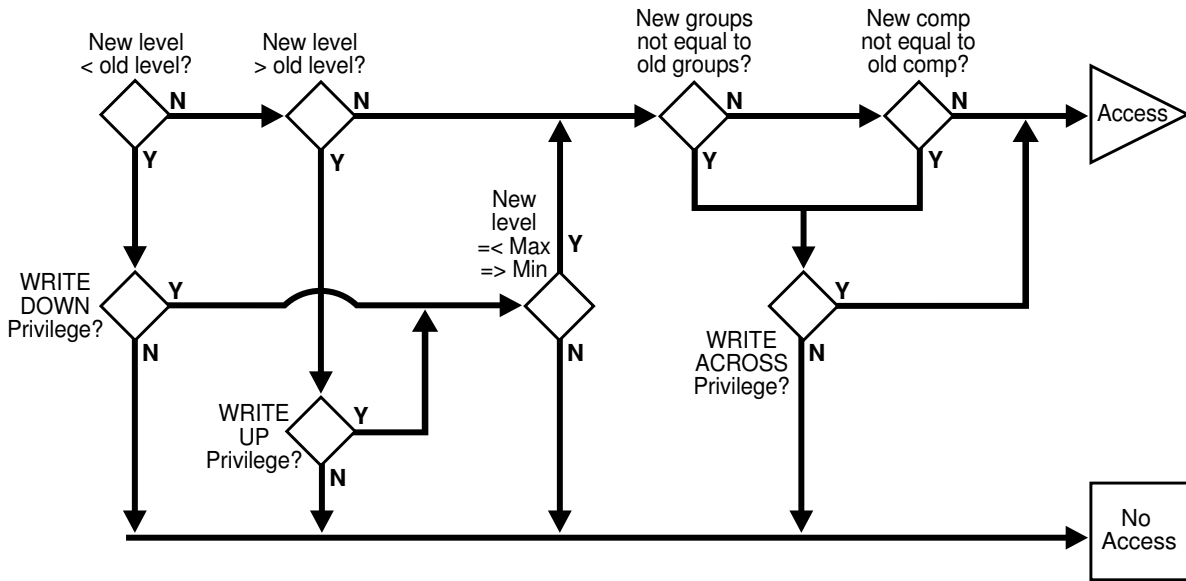 New level
< old level?
New level
> old level?
New groups
not equal to
old groups?
New comp
not equal to
old comp?
N
N
N
N
Access
Y
Y
Y
Y
New
level
=< Max
=> Min
Y
WRITE
DOWN
Privilege?
Y
N
N
Y
WRITE
ACROSS
Privilege?
N
WRITE
UP
Privilege?
Y
N
No
Access